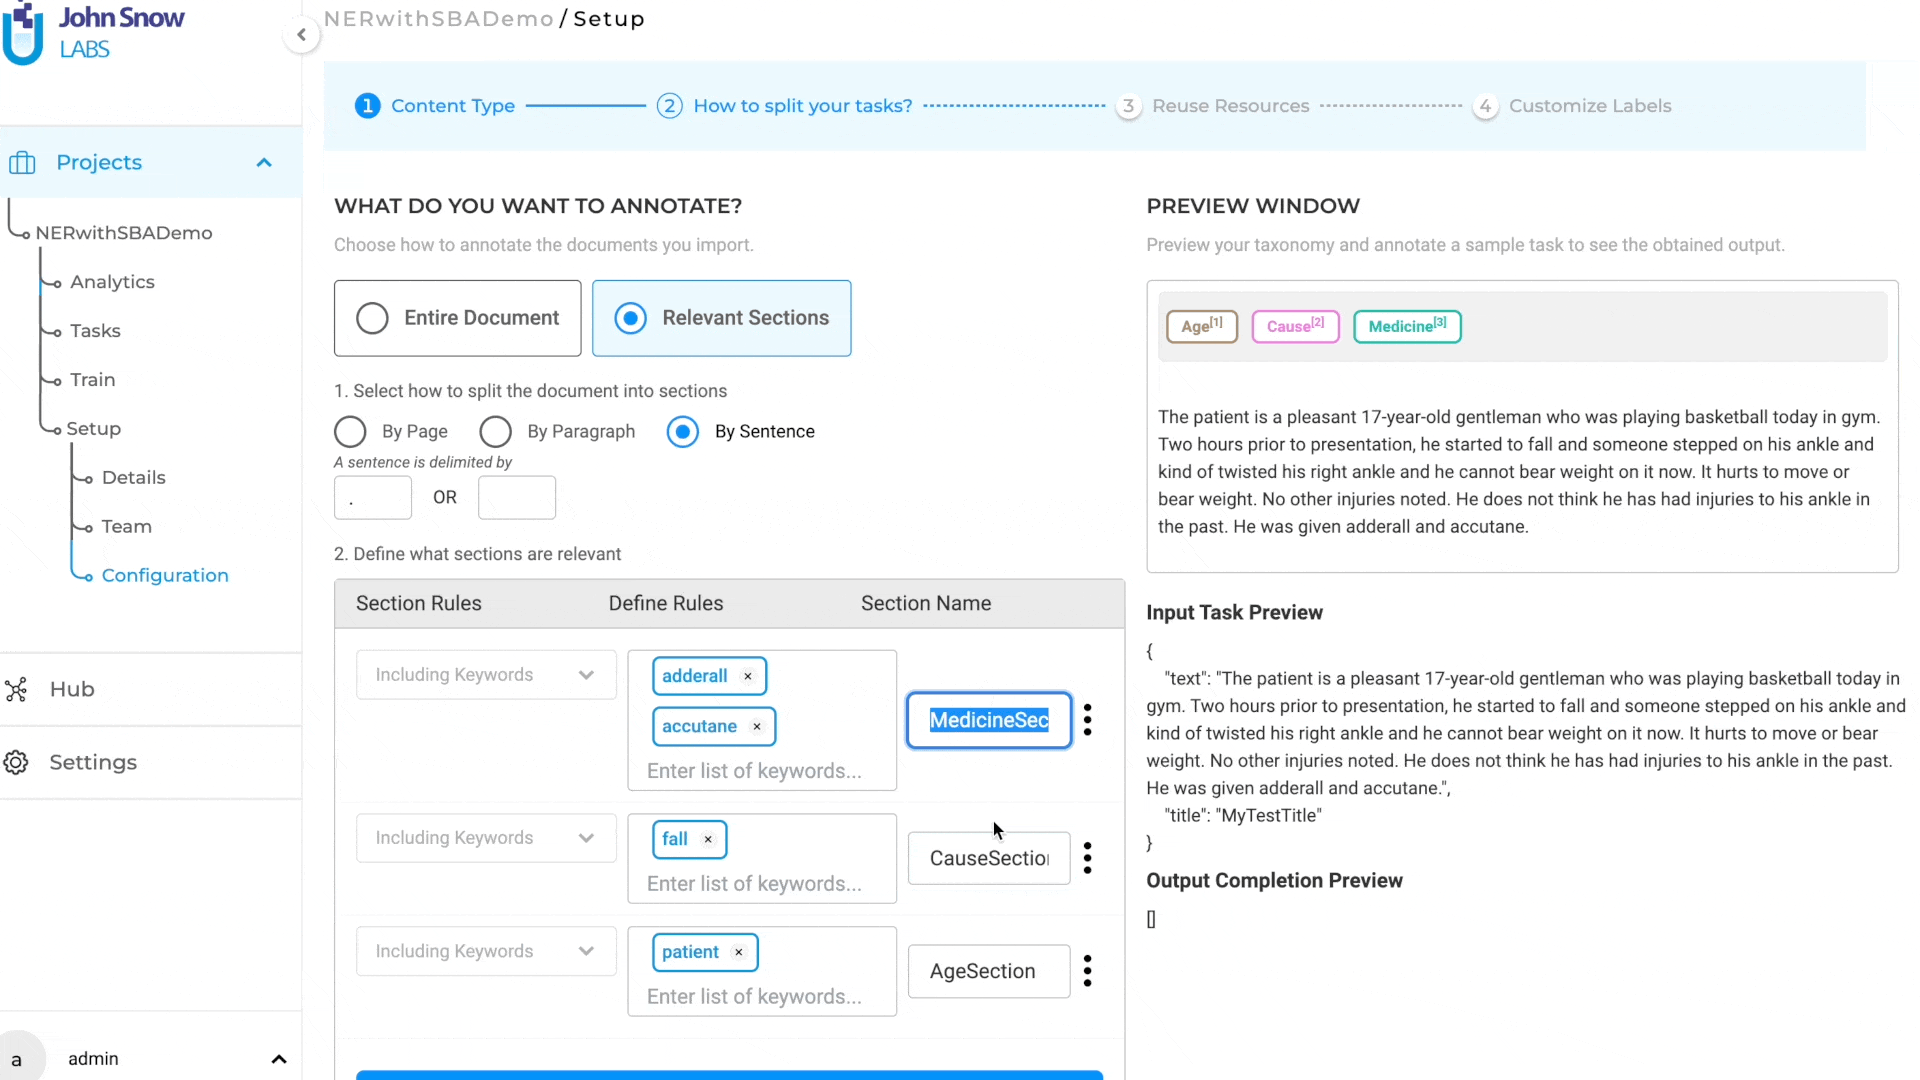 John Snow
LABS
NERwithSBADemo / Setup
1 Content Type
2 How to split your tasks?
3 Reuse Resources
4 Customize Labels
Projects
NERwithSBADemo
Analytics
Tasks
Train
Setup
Details
Team
Configuration
Hub
Settings
a admin
WHAT DO YOU WANT TO ANNOTATE?
Choose how to annotate the documents you import.
Entire Document
Relevant Sections
1. Select how to split the document into sections
By Page
By Paragraph
By Sentence
A sentence is delimited by
. OR
2. Define what sections are relevant
Section Rules Define Rules Section Name
Including Keywords
adderall ×
accutane ×
Enter list of keywords...
MedicineSec
Including Keywords
fall ×
Enter list of keywords...
CauseSection
Including Keywords
patient ×
Enter list of keywords...
AgeSection
PREVIEW WINDOW
Preview your taxonomy and annotate a sample task to see the obtained output.
Age[1] Cause[2] Medicine[3]
The patient is a pleasant 17-year-old gentleman who was playing basketball today in gym.
Two hours prior to presentation, he started to fall and someone stepped on his ankle and
kind of twisted his right ankle and he cannot bear weight on it now. It hurts to move or
bear weight. No other injuries noted. He does not think he has had injuries to his ankle in
the past. He was given adderall and accutane.
Input Task Preview
{
"text": "The patient is a pleasant 17-year-old gentleman who was playing basketball today in
gym. Two hours prior to presentation, he started to fall and someone stepped on his ankle and
kind of twisted his right ankle and he cannot bear weight on it now. It hurts to move or bear
weight. No other injuries noted. He does not think he has had injuries to his ankle in the past.
He was given adderall and accutane.",
"title": "MyTestTitle"
}
Output Completion Preview
[]